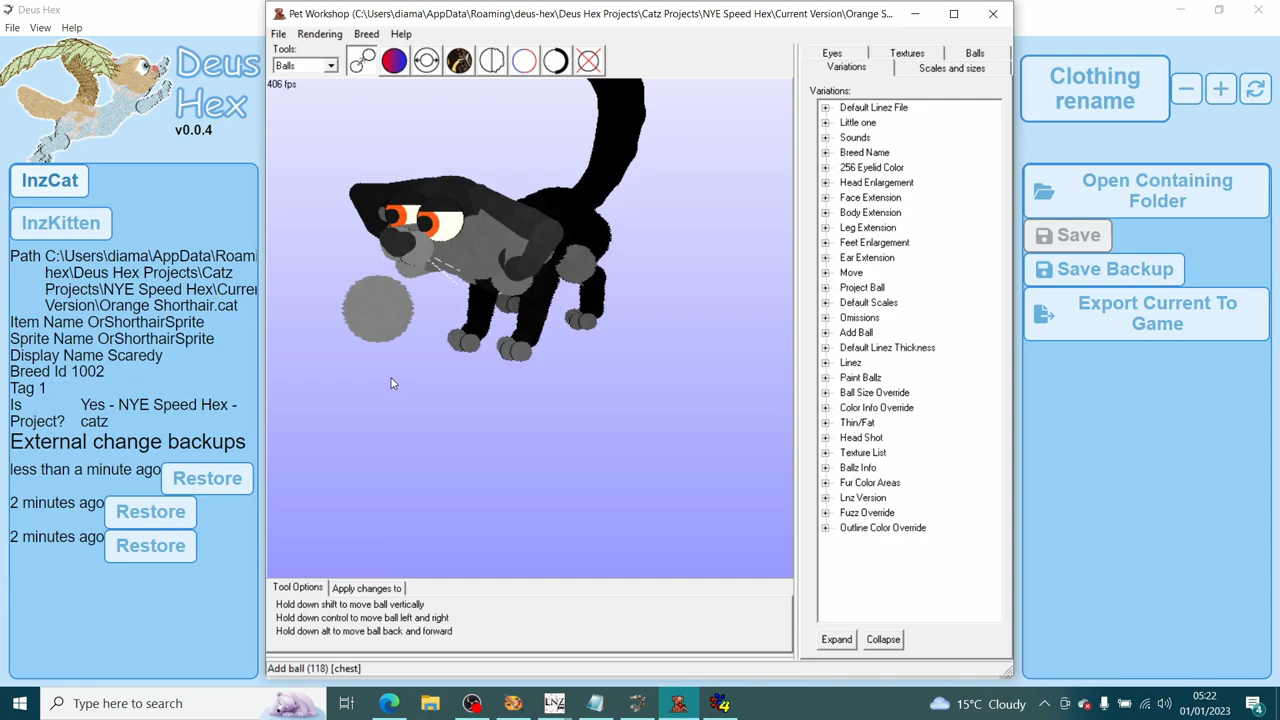 Deus Hex
File View Help
Deus
Hex
v0.0.4
lnzCat
lnzKitten
Path C:\Users\diama\AppData\Roami
hex\Deus Hex Projects\Catz
Projects\NYE Speed Hex\Curre
Version\Orange Shorthair.cat
Item Name OrShorthairSprite
Sprite Name OrShorthairSprite
Display Name Scaredy
Breed Id 1002
Tag 1
Is Yes - NYE Speed Hex -
Project? catz
External change backups
less than a minute ago Restore
2 minutes ago Restore
2 minutes ago Restore
Pet Workshop (C:\Users\diama\AppData\Roaming\deus-hex\Deus Hex Projects\Catz Projects\NYE Speed Hex\Current Version\Orange S...
File Rendering Breed Help
Tools:
Balls
406 fps
Tool Options Apply changes to
Hold down shift to move ball vertically
Hold down control to move ball left and right
Hold down alt to move ball back and forward
Add ball (118) [chest]
Eyes Textures Balls
Variations Scales and sizes
Variations:
Default Linez File
Little one
Sounds
Breed Name
256 Eyelid Color
Head Enlargement
Face Extension
Body Extension
Leg Extension
Feet Enlargement
Ear Extension
Move
Project Ball
Default Scales
Omissions
Add Ball
Default Linez Thickness
Linez
Paint Ballz
Ball Size Override
Color Info Override
Thin/Fat
Head Shot
Texture List
Ballz Info
Fur Color Areas
Lnz Version
Fuzz Override
Outline Color Override
Expand Collapse
Clothing
rename
Open Containing
Folder
Save
Save Backup
Export Current To
Game
Type here to search
LNZ
4
15°C Cloudy
05:22
01/01/2023
4